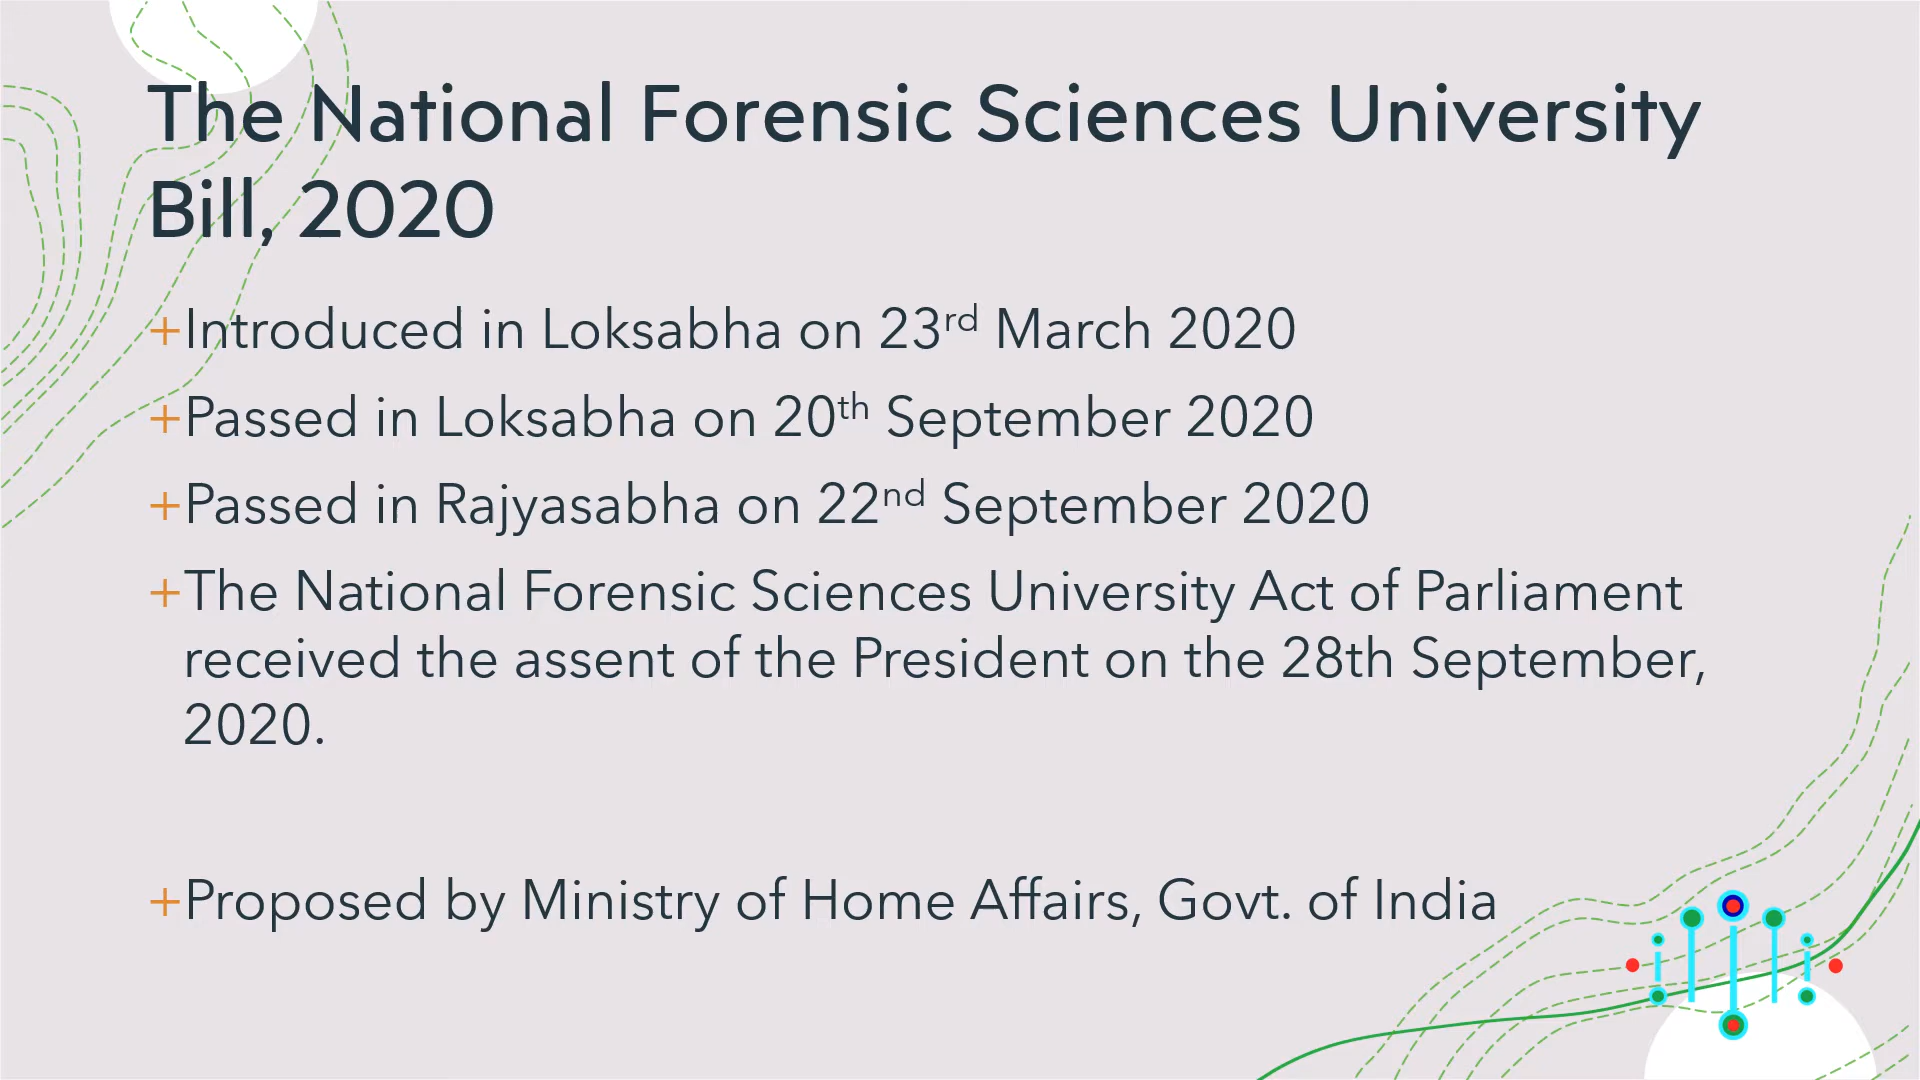 The National Forensic Sciences University
Bill, 2020
+Introduced in Loksabha on 23rd March 2020
+Passed in Loksabha on 20th September 2020
+Passed in Rajyasabha on 22nd September 2020
+The National Forensic Sciences University Act of Parliament
received the assent of the President on the 28th September,
2020.
+Proposed by Ministry of Home Affairs, Govt. of India